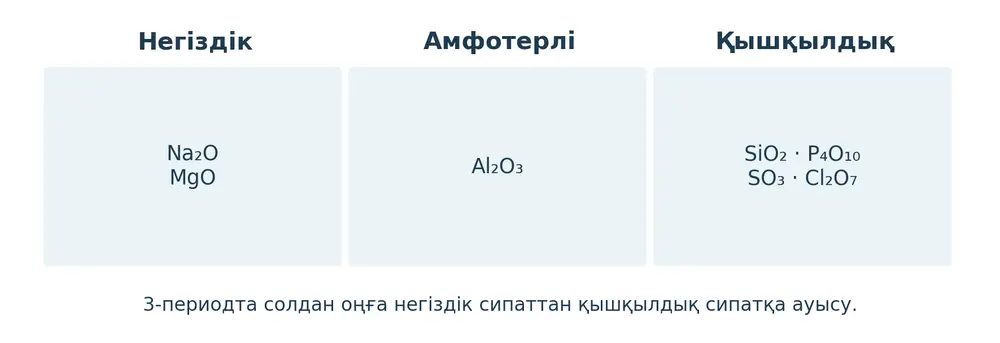 Негіздік
Амфотерлі
Қышқылдық
Na₂O
MgO
Al₂O₃
SiO₂ · P₄O₁₀
SO₃ · Cl₂O₇
3-периодта солдан оңға негіздік сипаттан қышқылдық сипатқа ауысу.